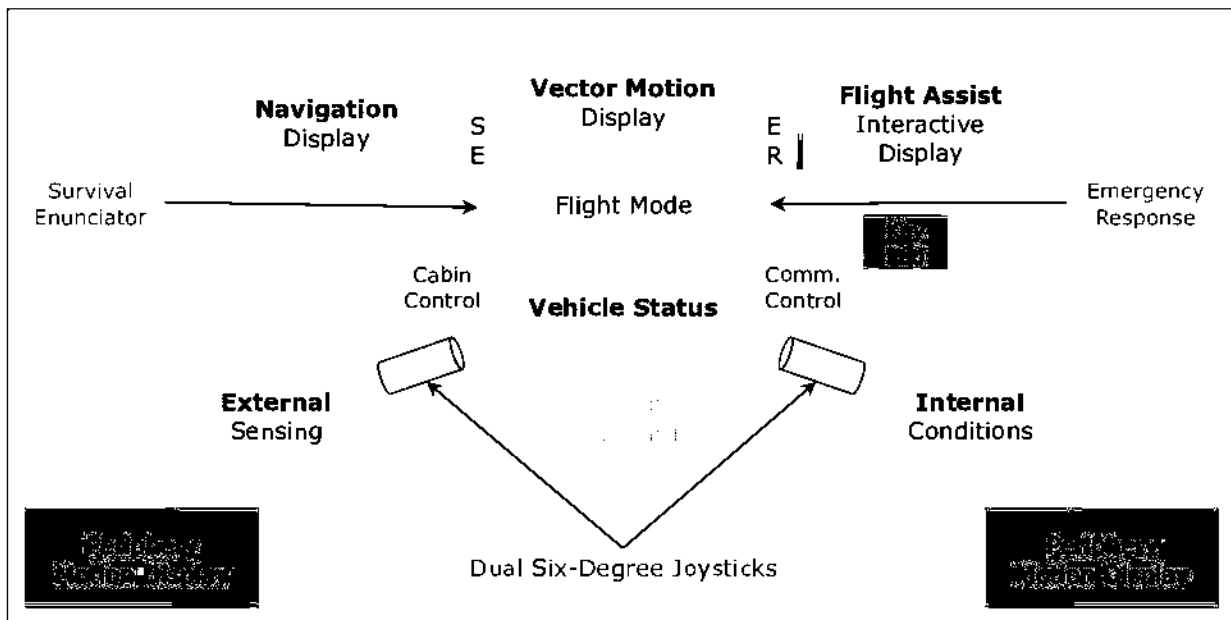 Vector Motion
Display
Navigation
Display
Flight Assist
Interactive
Display
S
E
E
R
Survival
Enunciator
Flight Mode
Emergency
Response
Cabin
Control
Comm.
Control
Vehicle Status
External
Sensing
Internal
Conditions
Dual Six-Degree Joysticks